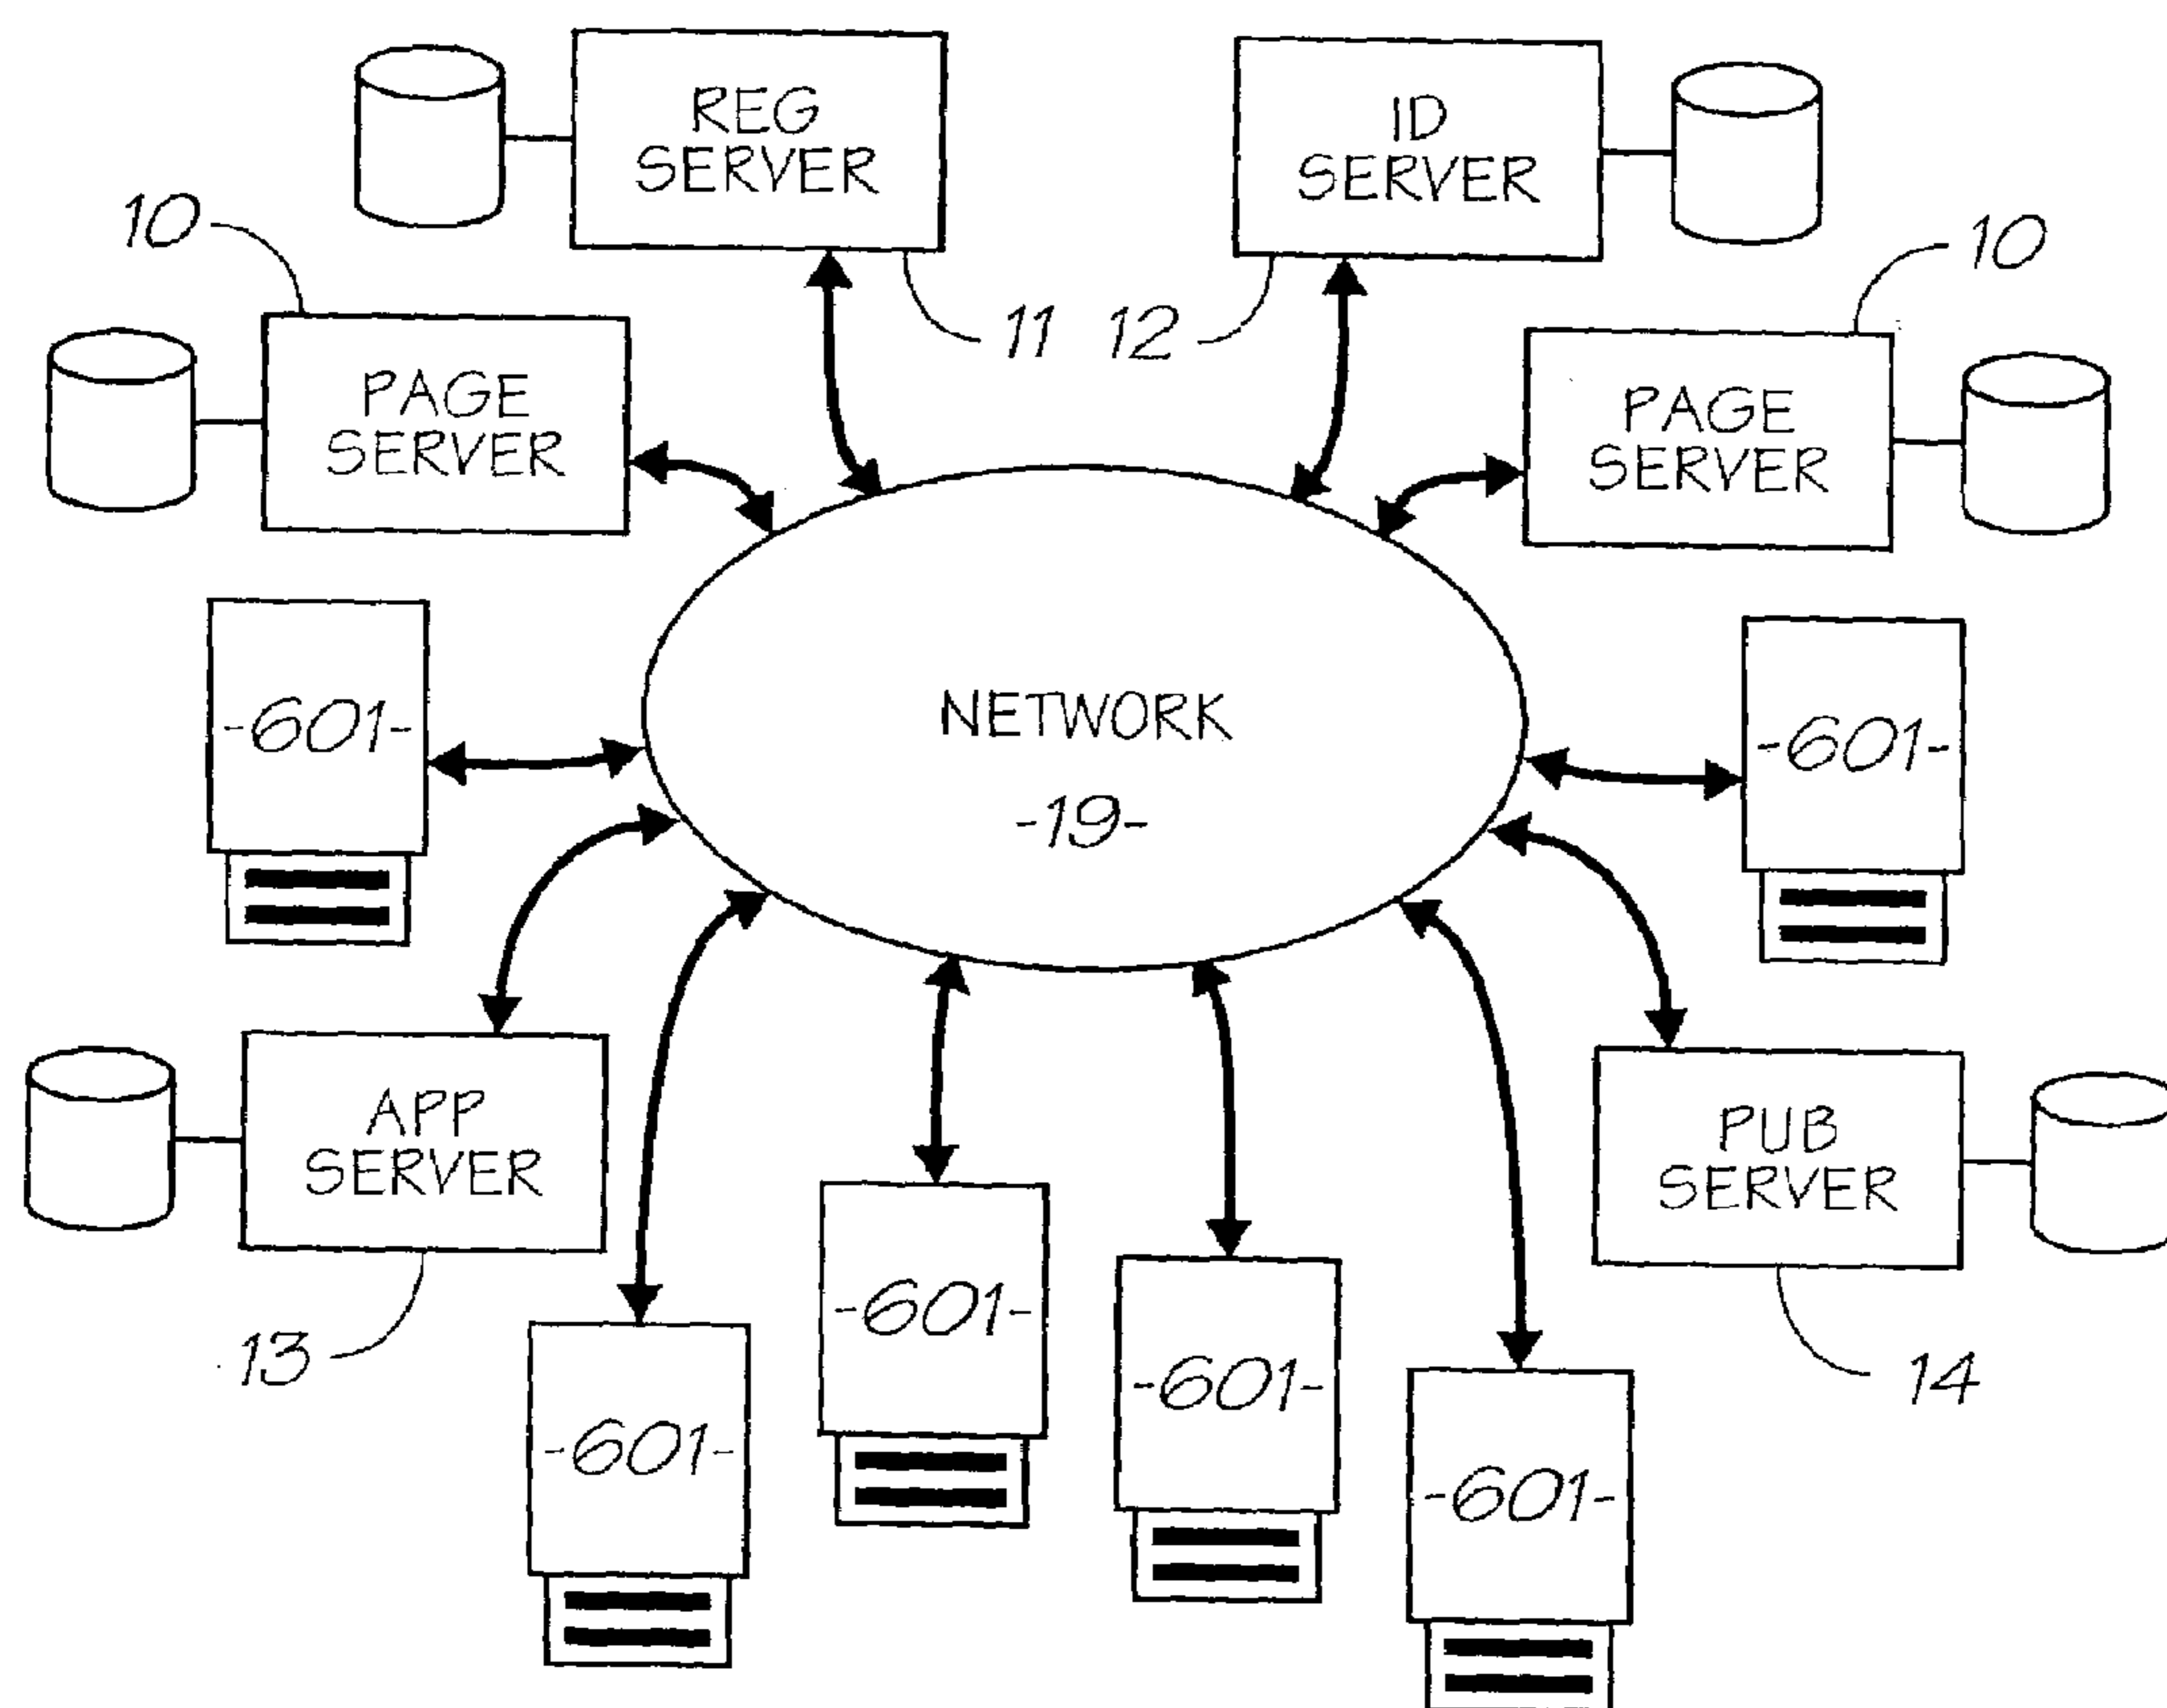 REG
SERVER
ID
SERVER
10
10
11
12
PAGE
SERVER
PAGE
SERVER
-601-
NETWORK
-19-
-601-
APP
SERVER
PUB
SERVER
13
-601-
-601-
-601-
-601-
14